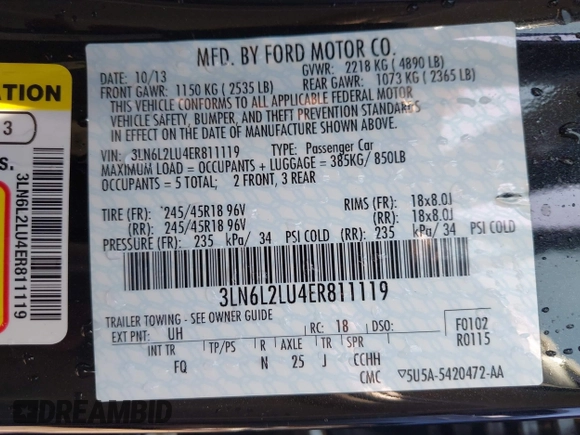 MFD. BY FORD MOTOR CO.
DATE: 10/13 GVWR: 2218 KG ( 4890 LB)
FRONT GAWR: 1150 KG ( 2535 LB) REAR GAWR: 1073 KG ( 2365 LB)
THIS VEHICLE CONFORMS TO ALL APPLICABLE FEDERAL MOTOR
VEHICLE SAFETY, BUMPER, AND THEFT PREVENTION STANDARDS
IN EFFECT ON THE DATE OF MANUFACTURE SHOWN ABOVE.
VIN: 3LN6L2LU4ER811119 TYPE: Passenger Car
MAXIMUM LOAD = OCCUPANTS + LUGGAGE = 385KG/ 850LB
OCCUPANTS = 5 TOTAL; 2 FRONT, 3 REAR
TIRE (FR): 245/45R18 96V RIMS (FR): 18x8.0J
(RR): 245/45R18 96V (RR): 18x8.0J
PRESSURE (FR): 235 kPa/ 34 PSI COLD (RR): 235 kPa/ 34 PSI COLD
3LN6L2LU4ER811119
TRAILER TOWING - SEE OWNER GUIDE
EXT PNT: UH RC: 18 DSO: F0102
R0115
INT TR TP/PS R AXLE TR SPR
FQ N 25 J CCHH
CMC ▽5U5A-5420472-AA
ATION
3
S.
3LN6L2LU4ER811119
DREAMBID